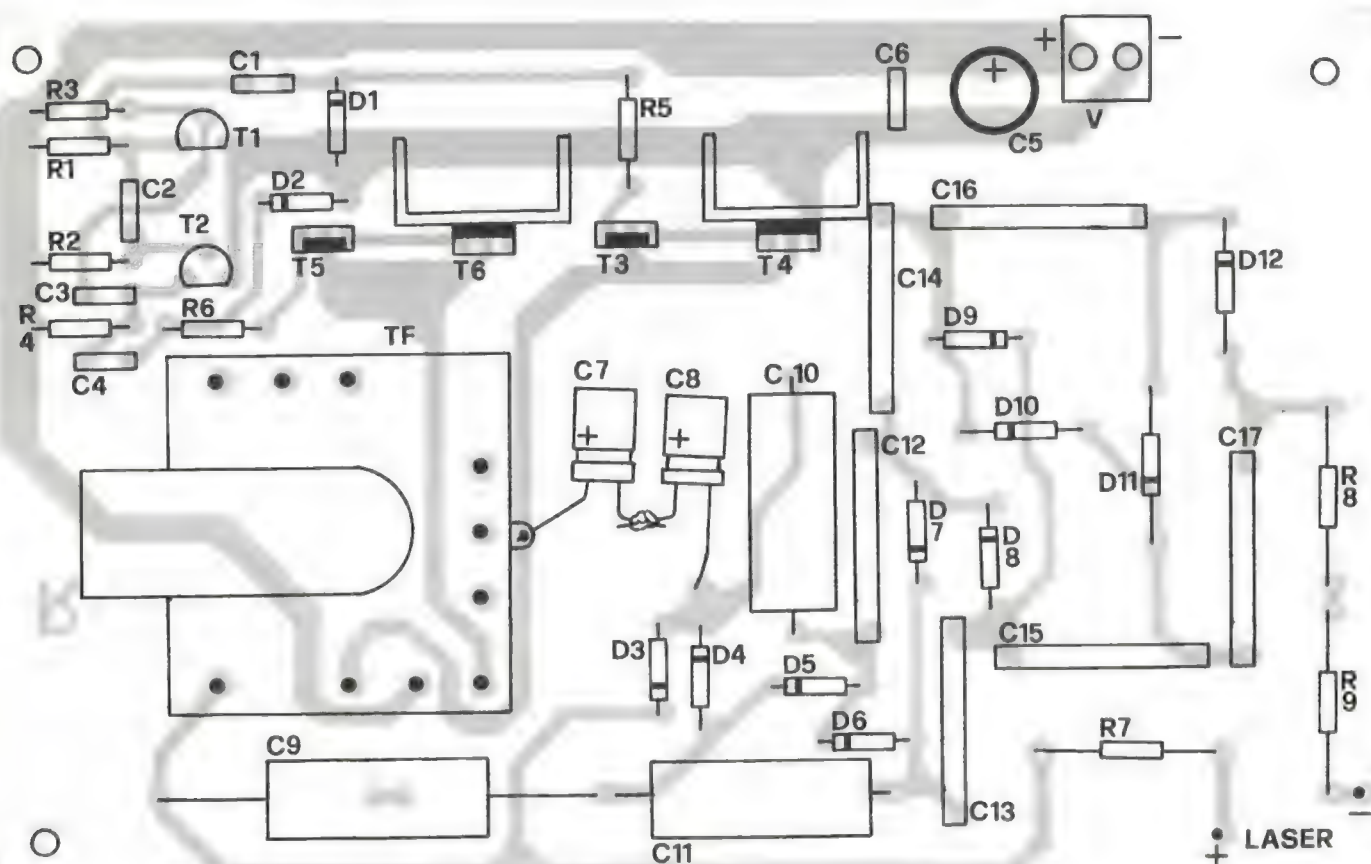 + −
V
C6
+
C5
C1
R3
D1
R5
T1
R1
C2
D2
C16
R2
T2
T5
T6
T3
T4
D12
C3
C14
R6
R
4
TF
D9
C4
C7
C8
C 10
+
+
D10
C12
C17
D11
R
8
D
7
D
8
D3
D4
C15
D5
R
9
D6
R7
C9
C13
−
LASER
+
C11